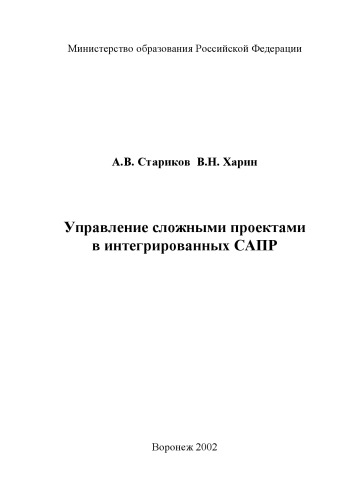 Министерство образования Российской Федерации
А.В. Стариков В.Н. Харин
Управление сложными проектами
в интегрированных САПР
Воронеж 2002